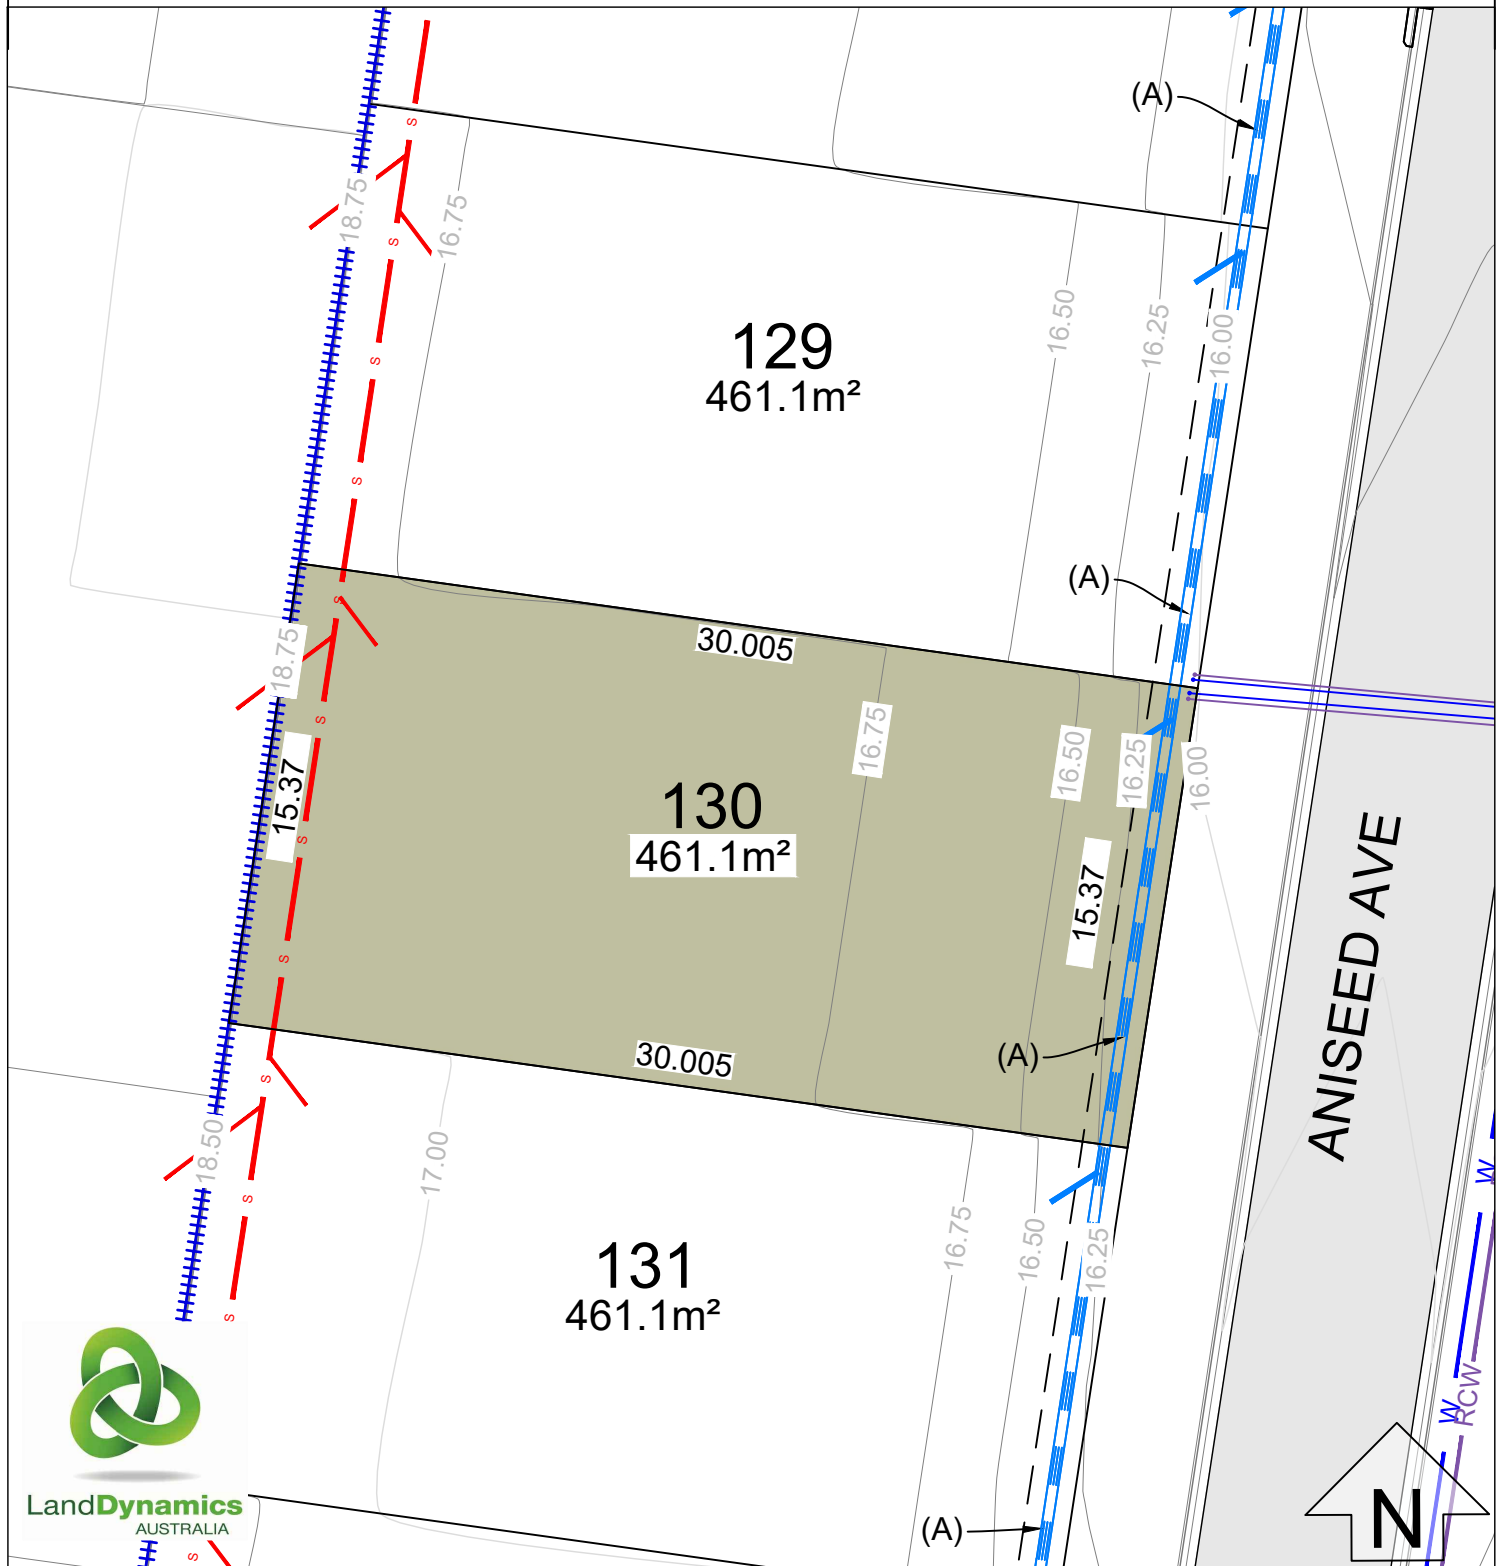 (A)
s
18.75
16.75
s
16.50
16.25
16.00
129
461.1m²
s
s
(A)
s
30.005
18.75
s
16.75
16.50
16.25
16.00
15.37
130
461.1m²
s
15.37
ANISEED AVE
s
(A)
30.005
s
18.50
17.00
s
W
16.75
16.50
16.25
131
461.1m²
s
W
RCW
LandDynamics
AUSTRALIA
(A)
N
s